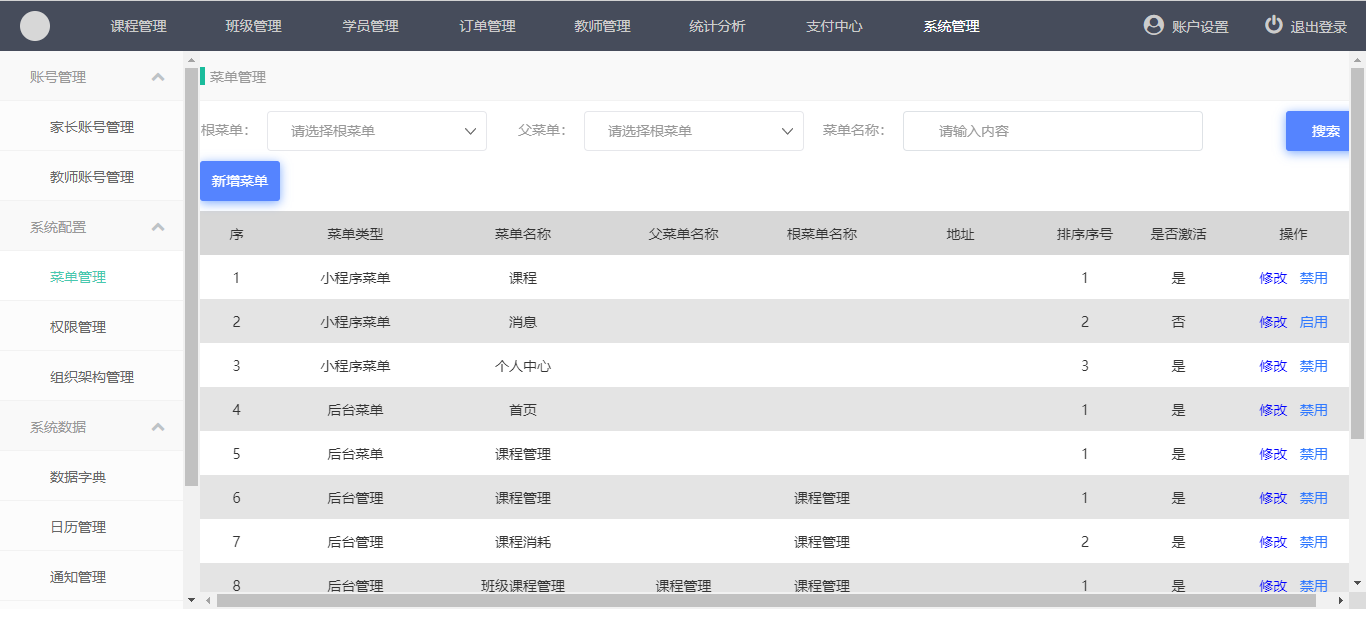 课程管理 班级管理 学员管理 订单管理 教师管理 统计分析 支付中心 系统管理 账户设置 退出登录
账号管理
家长账号管理
教师账号管理
系统配置
菜单管理
权限管理
组织架构管理
系统数据
数据字典
日历管理
通知管理
菜单管理
根菜单： 请选择根菜单 父菜单： 请选择根菜单 菜单名称： 请输入内容 搜索
新增菜单
序 菜单类型 菜单名称 父菜单名称 根菜单名称 地址 排序序号 是否激活 操作
1 小程序菜单 课程 1 是 修改 禁用
2 小程序菜单 消息 2 否 修改 启用
3 小程序菜单 个人中心 3 是 修改 禁用
4 后台菜单 首页 1 是 修改 禁用
5 后台菜单 课程管理 1 是 修改 禁用
6 后台管理 课程管理 课程管理 1 是 修改 禁用
7 后台管理 课程消耗 课程管理 2 是 修改 禁用
8 后台管理 班级课程管理 课程管理 课程管理 1 是 修改 禁用